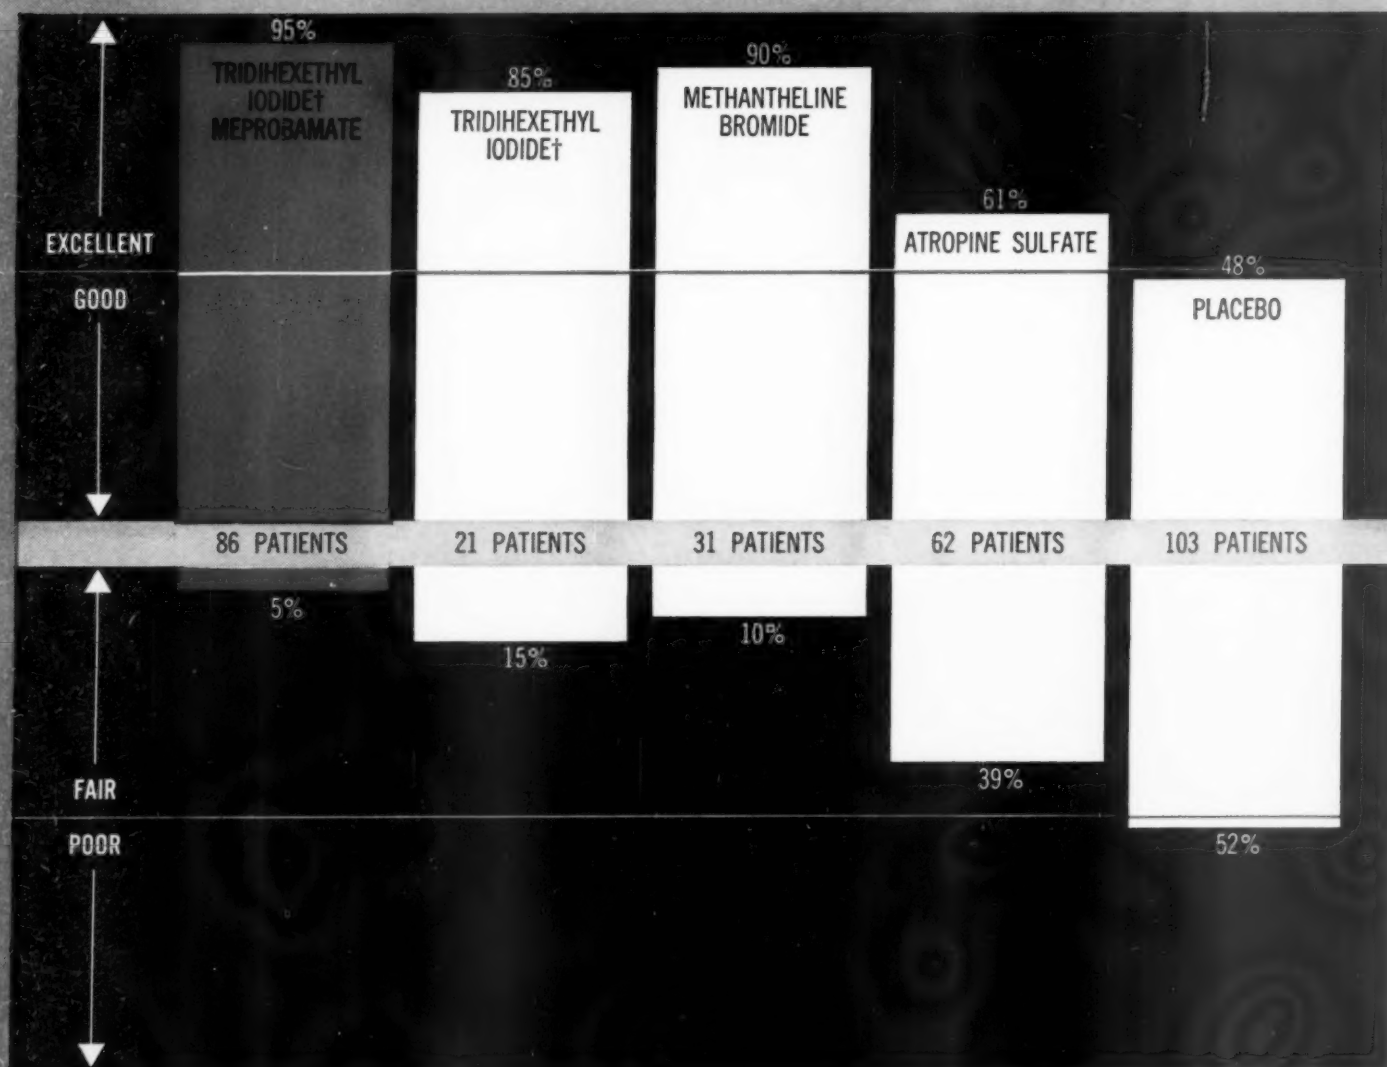 95%
TRIDIHEXETHYL
IODIDE†
MEPROBAMATE
85%
TRIDIHEXETHYL
IODIDE†
90%
METHANTHELINE
BROMIDE
61%
ATROPINE SULFATE
48%
PLACEBO
EXCELLENT
GOOD
86 PATIENTS
21 PATIENTS
31 PATIENTS
62 PATIENTS
103 PATIENTS
5%
15%
10%
39%
52%
FAIR
POOR